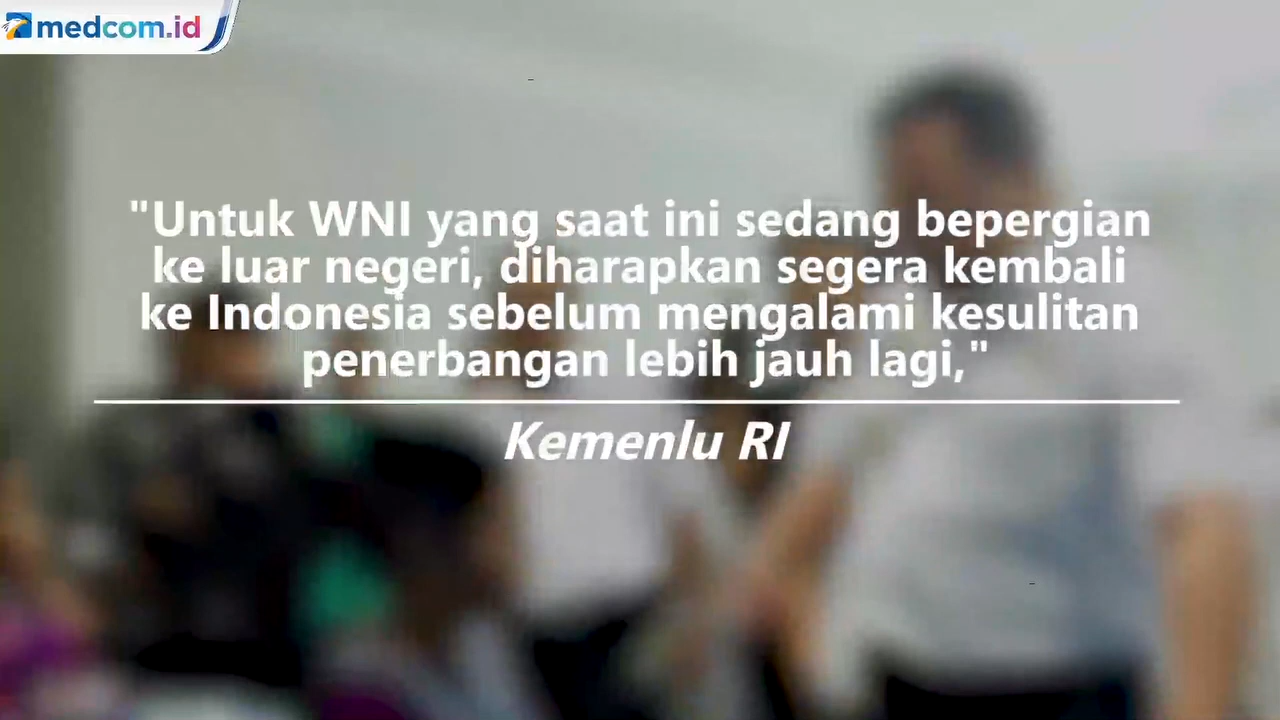 medcom.id
"Untuk WNI yang saat ini sedang bepergian
ke luar negeri, diharapkan segera kembali
ke Indonesia sebelum mengalami kesulitan
penerbangan lebih jauh lagi,"
Kemenlu RI